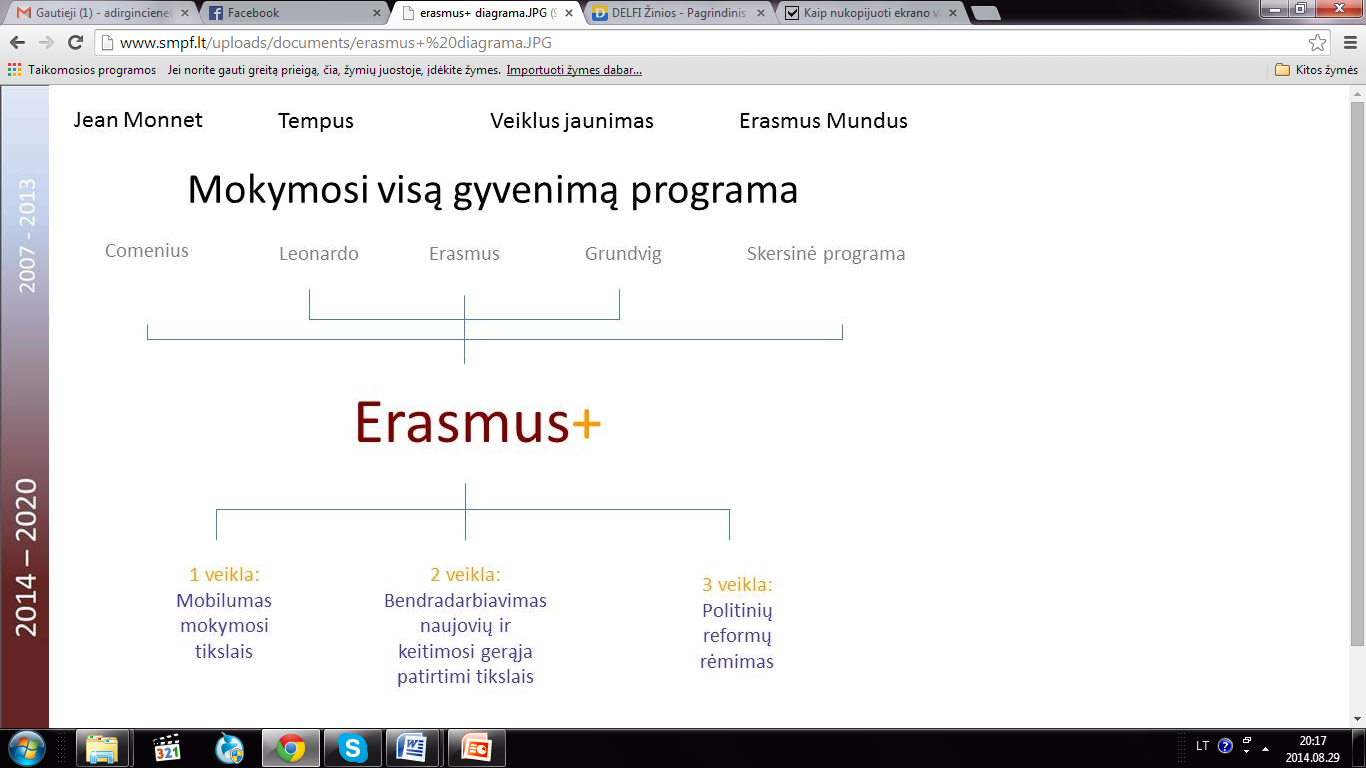 Gautieji (1) - adirginciene
Facebook
erasmus+ diagrama.JPG (9
DELFI Žinios - Pagrindinis
Kaip nukopijuoti ekrano va
www.smpf.lt/uploads/documents/erasmus+%20diagrama.JPG
Taikomosios programos Jei norite gauti greitą prieigą, čia, žymių juostoje, įdėkite žymes. Importuoti žymes dabar... Kitos žymės
2007 - 2013
2014 – 2020
Jean Monnet Tempus Veiklus jaunimas Erasmus Mundus
Mokymosi visą gyvenimą programa
Comenius Leonardo Erasmus Grundvig Skersinė programa
Erasmus+
1 veikla:
Mobilumas
mokymosi
tikslais
2 veikla:
Bendradarbiavimas
naujovių ir
keitimosi gerąja
patirtimi tikslais
3 veikla:
Politinių
reformų
rėmimas
321
LT
20:17
2014.08.29